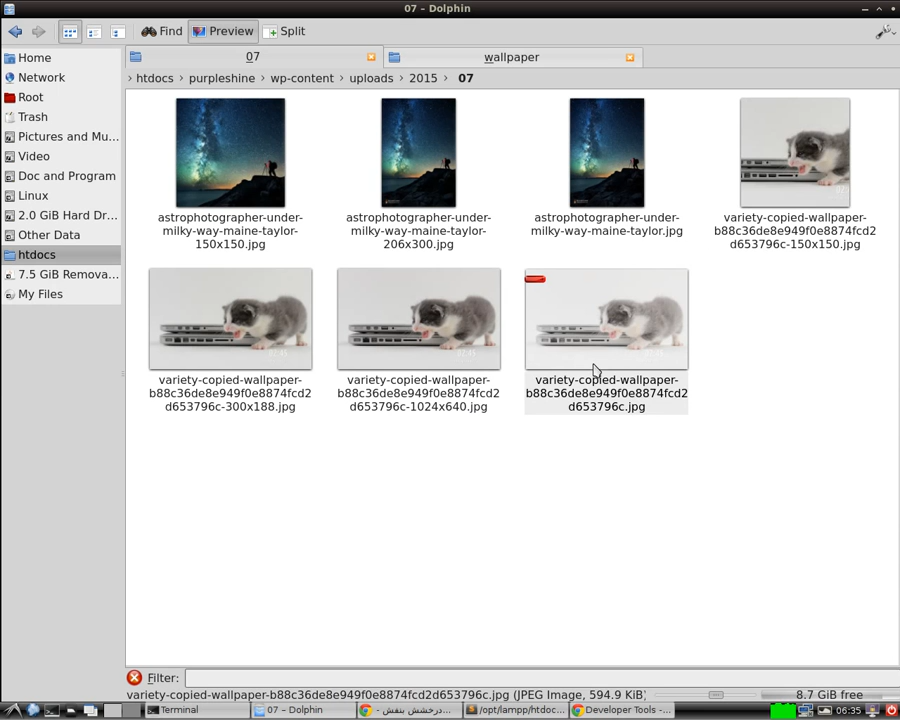 07 – Dolphin
Find Preview Split
07 wallpaper
htdocs purpleshine wp-content uploads 2015 07
Home
Network
Root
Trash
Pictures and Mu...
Video
Doc and Program
Linux
2.0 GiB Hard Dr...
Other Data
htdocs
7.5 GiB Remova...
My Files
astrophotographer-under-
milky-way-maine-taylor-
150x150.jpg
astrophotographer-under-
milky-way-maine-taylor-
206x300.jpg
astrophotographer-under-
milky-way-maine-taylor.jpg
variety-copied-wallpaper-
b88c36de8e949f0e8874fcd2
d653796c-150x150.jpg
variety-copied-wallpaper-
b88c36de8e949f0e8874fcd2
d653796c-300x188.jpg
variety-copied-wallpaper-
b88c36de8e949f0e8874fcd2
d653796c-1024x640.jpg
variety-copied-wallpaper-
b88c36de8e949f0e8874fcd2
d653796c.jpg
Filter:
variety-copied-wallpaper-b88c36de8e949f0e8874fcd2d653796c.jpg (JPEG Image, 594.9 KiB)
8.7 GiB free
Terminal 07 – Dolphin درخشش بنفش - ... /opt/lampp/htdoc... Developer Tools -... 06:35